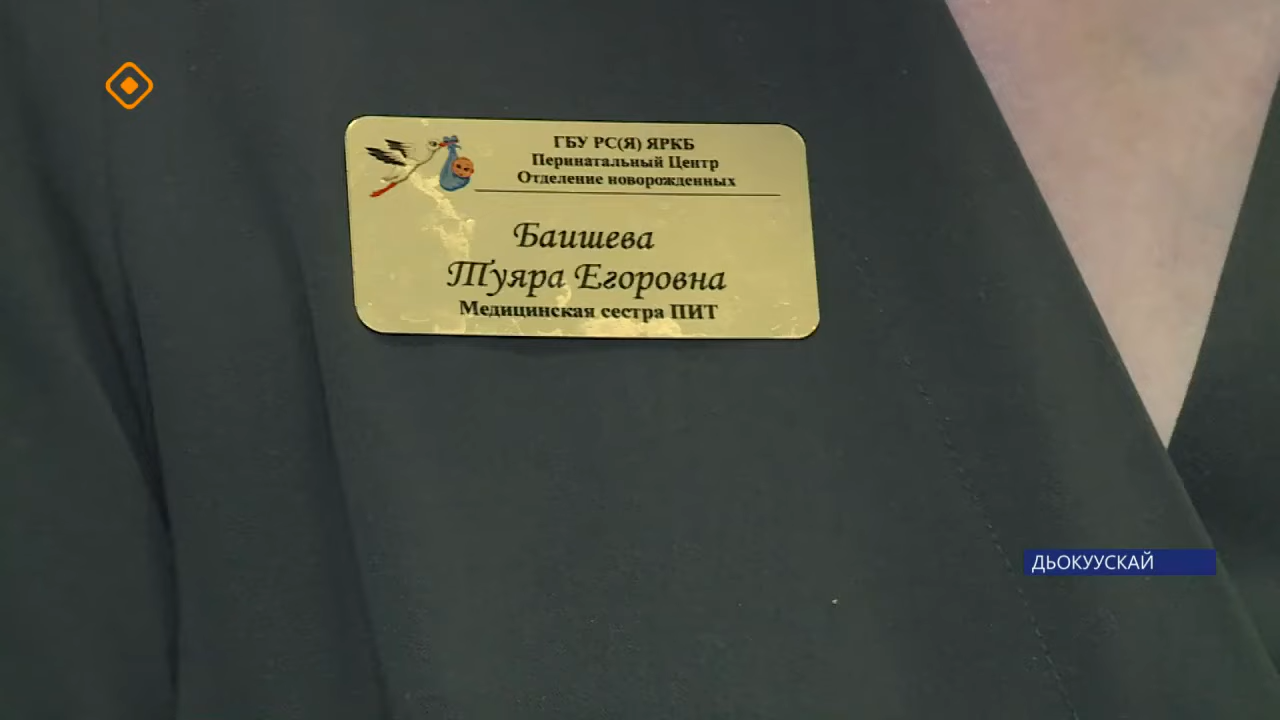 ГБУ РС(Я) ЯРКБ
Перинатальный Центр
Отделение новорожденных
Баишева
Туяра Егоровна
Медицинская сестра ПИТ
ДЬОКУУСКАЙ